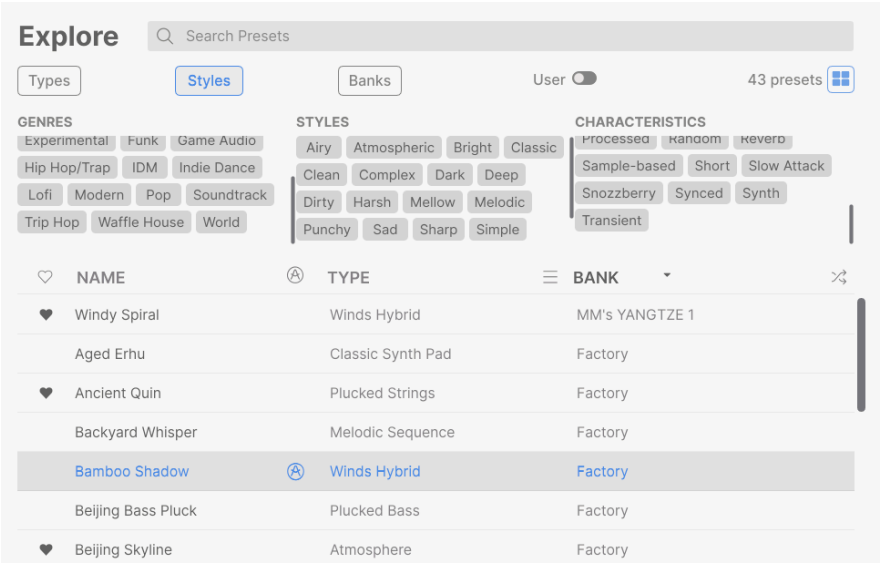 Explore
Search Presets
Types
Styles
Banks
User
43 presets
GENRES
Experimental Funk Game Audio
Hip Hop/Trap IDM Indie Dance
Lofi Modern Pop Soundtrack
Trip Hop Waffle House World
STYLES
Airy Atmospheric Bright Classic
Clean Complex Dark Deep
Dirty Harsh Mellow Melodic
Punchy Sad Sharp Simple
CHARACTERISTICS
Processed Random Reverb
Sample-based Short Slow Attack
Snozzberry Synced Synth
Transient
NAME TYPE BANK
Windy Spiral Winds Hybrid MM's YANGTZE 1
Aged Erhu Classic Synth Pad Factory
Ancient Quin Plucked Strings Factory
Backyard Whisper Melodic Sequence Factory
Bamboo Shadow Winds Hybrid Factory
Beijing Bass Pluck Plucked Bass Factory
Beijing Skyline Atmosphere Factory